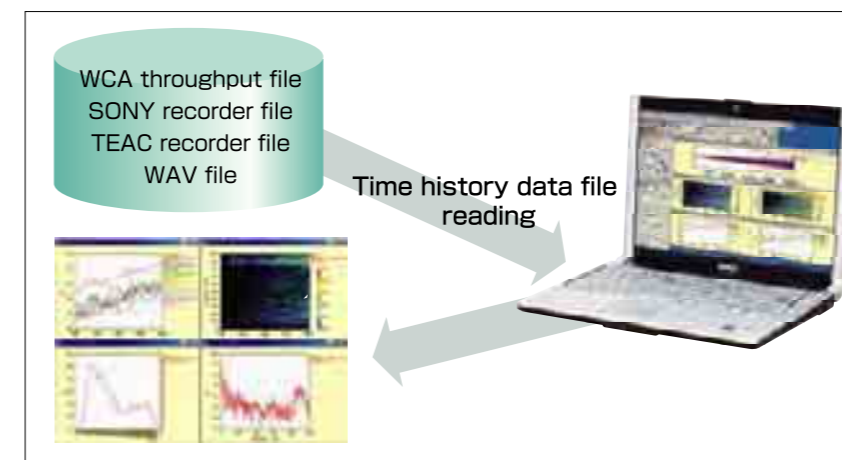 WCA throughput file
SONY recorder file
TEAC recorder file
WAV file
Time history data file
reading